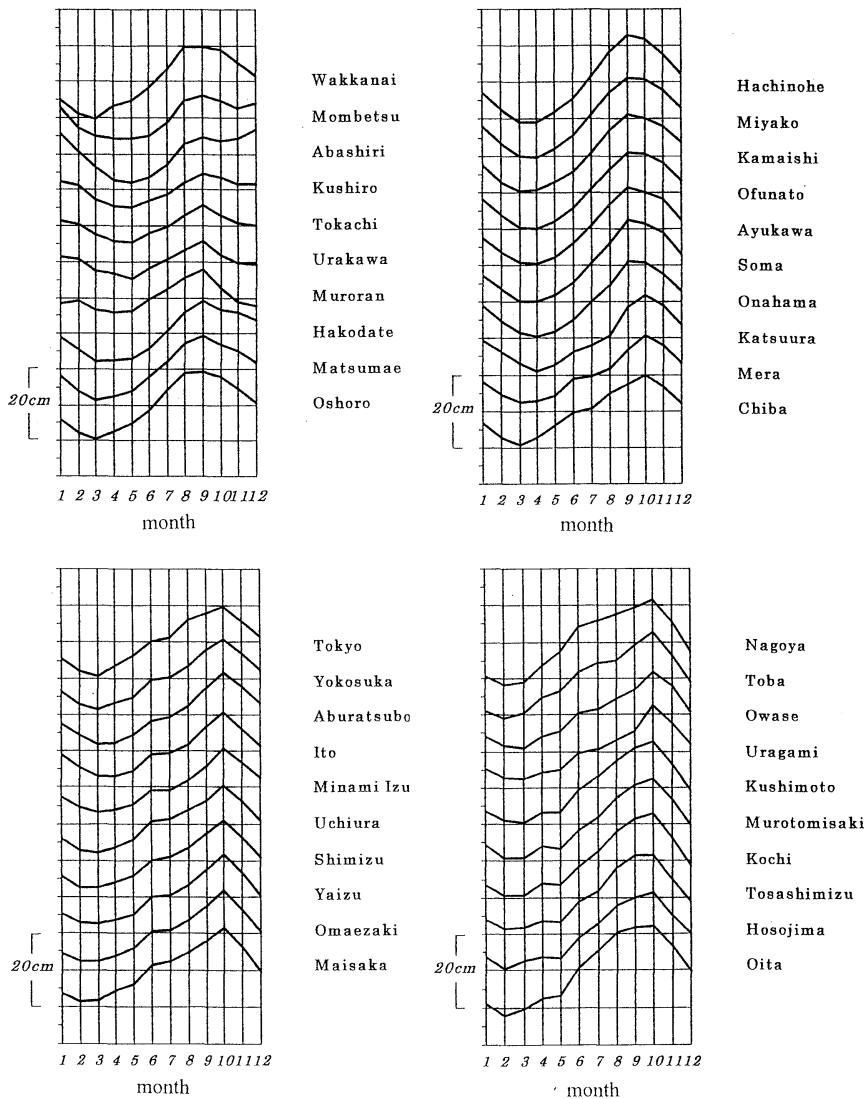 Wakkanai
Mombetsu
Abashiri
Kushiro
Tokachi
Urakawa
Muroran
Hakodate
Matsumae
Oshoro
20cm
1 2 3 4 5 6 7 8 9 10 11 12
month
Hachinohe
Miyako
Kamaishi
Ofunato
Ayukawa
Soma
Onahama
Katsuura
Mera
Chiba
20cm
1 2 3 4 5 6 7 8 9 10 11 12
month
Tokyo
Yokosuka
Aburatsubo
Ito
Minami Izu
Uchiura
Shimizu
Yaizu
Omaezaki
Maisaka
20cm
1 2 3 4 5 6 7 8 9 10 11 12
month
Nagoya
Toba
Owase
Uragami
Kushimoto
Murotomisaki
Kochi
Tosashimizu
Hosojima
Oita
20cm
1 2 3 4 5 6 7 8 9 10 11 12
month